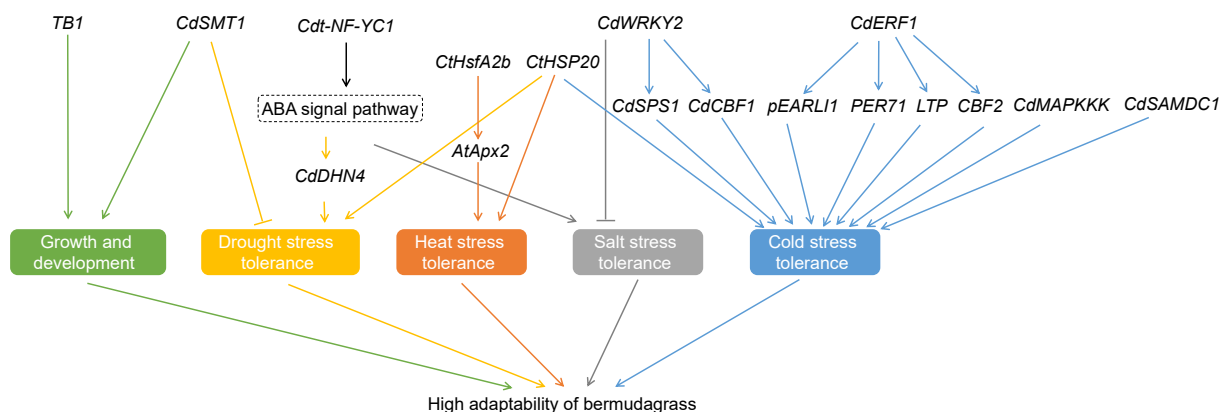 TB1
CdSMT1
Cdt-NF-YC1
CdWRKY2
CdERF1
CtHsfA2b
CtHSP20
ABA signal pathway
CdSPS1
CdCBF1
pEARLI1
PER71
LTP
CBF2
CdMAPKKK
CdSAMDC1
AtApx2
CdDHN4
Growth and
development
Drought stress
tolerance
Heat stress
tolerance
Salt stress
tolerance
Cold stress
tolerance
High adaptability of bermudagrass